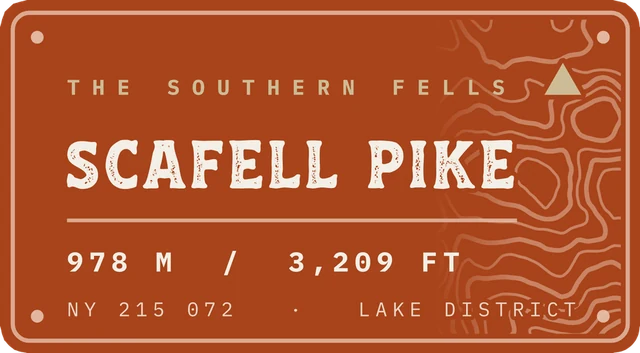 THE SOUTHERN FELLS
SCAFELL PIKE
978 M / 3,209 FT
NY 215 072 · LAKE DISTRICT